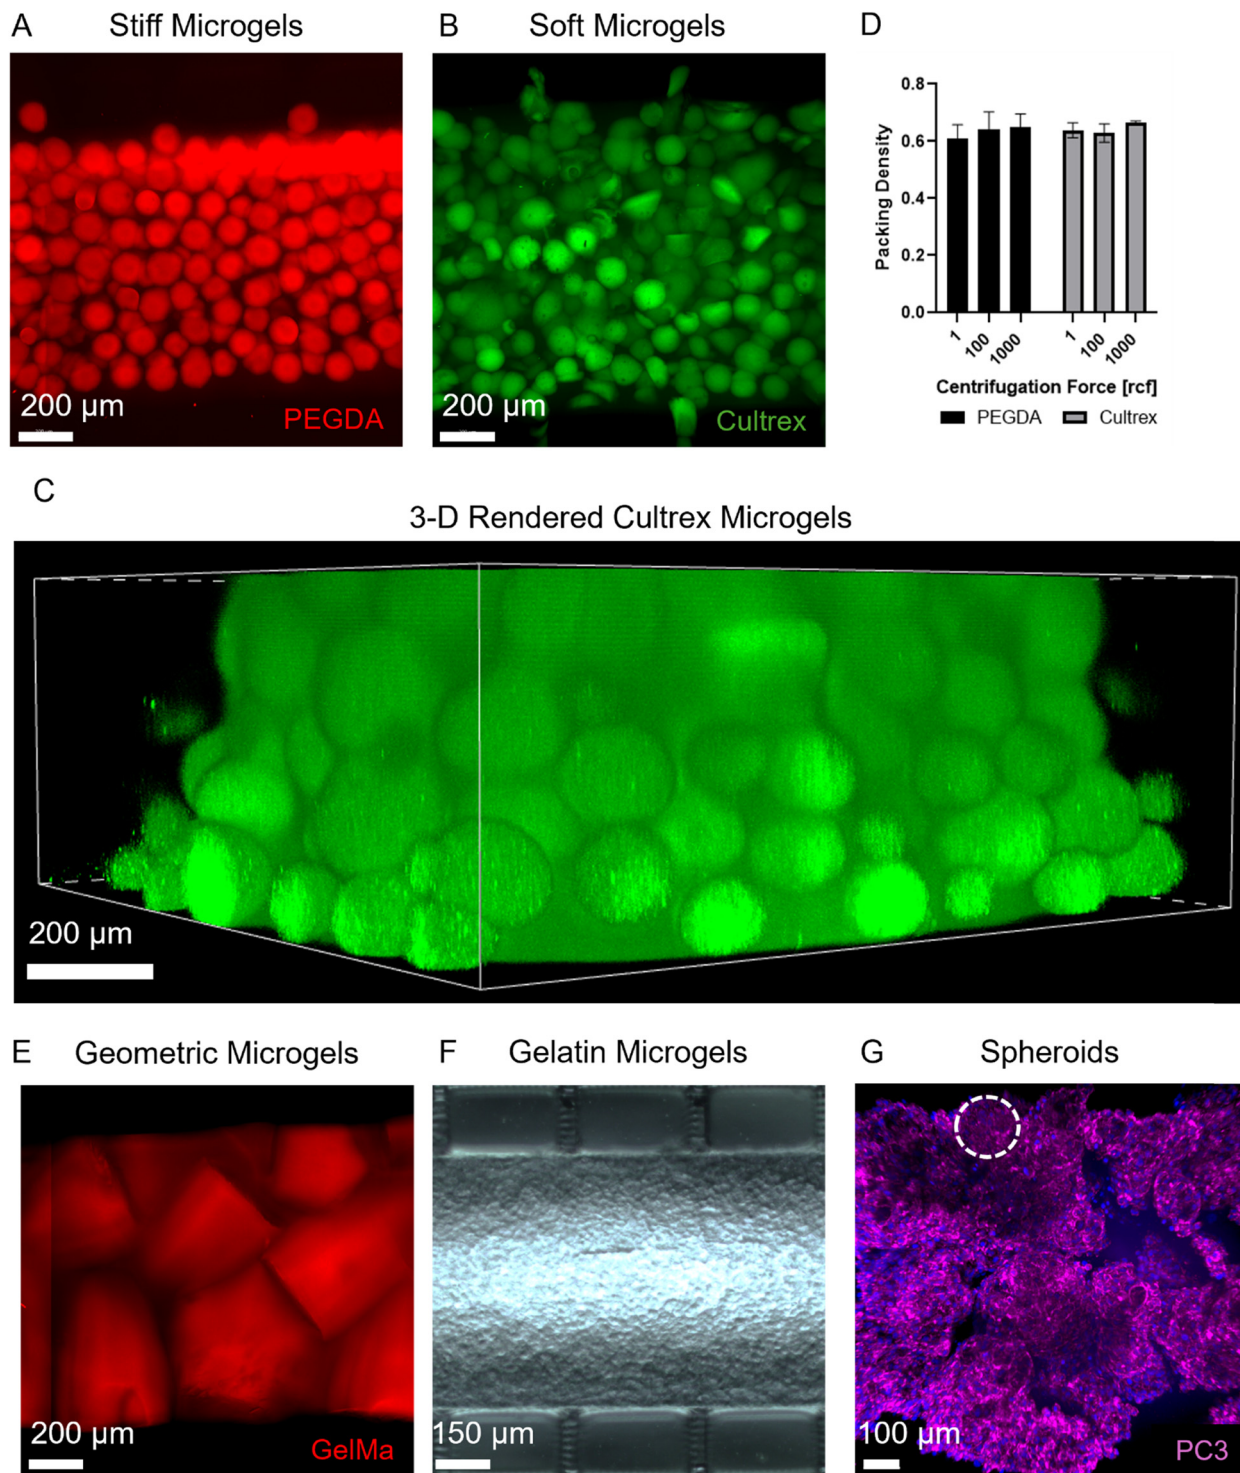 A Stiff Microgels
B Soft Microgels
D
200 µm
PEGDA
200 µm
Cultrex
Packing Density
0.8
0.6
0.4
0.2
0.0
1
100
1000
1
100
1000
Centrifugation Force [rcf]
PEGDA
Cultrex
C
3-D Rendered Cultrex Microgels
200 µm
E Geometric Microgels
F Gelatin Microgels
G Spheroids
200 µm
GelMa
150 µm
100 µm
PC3